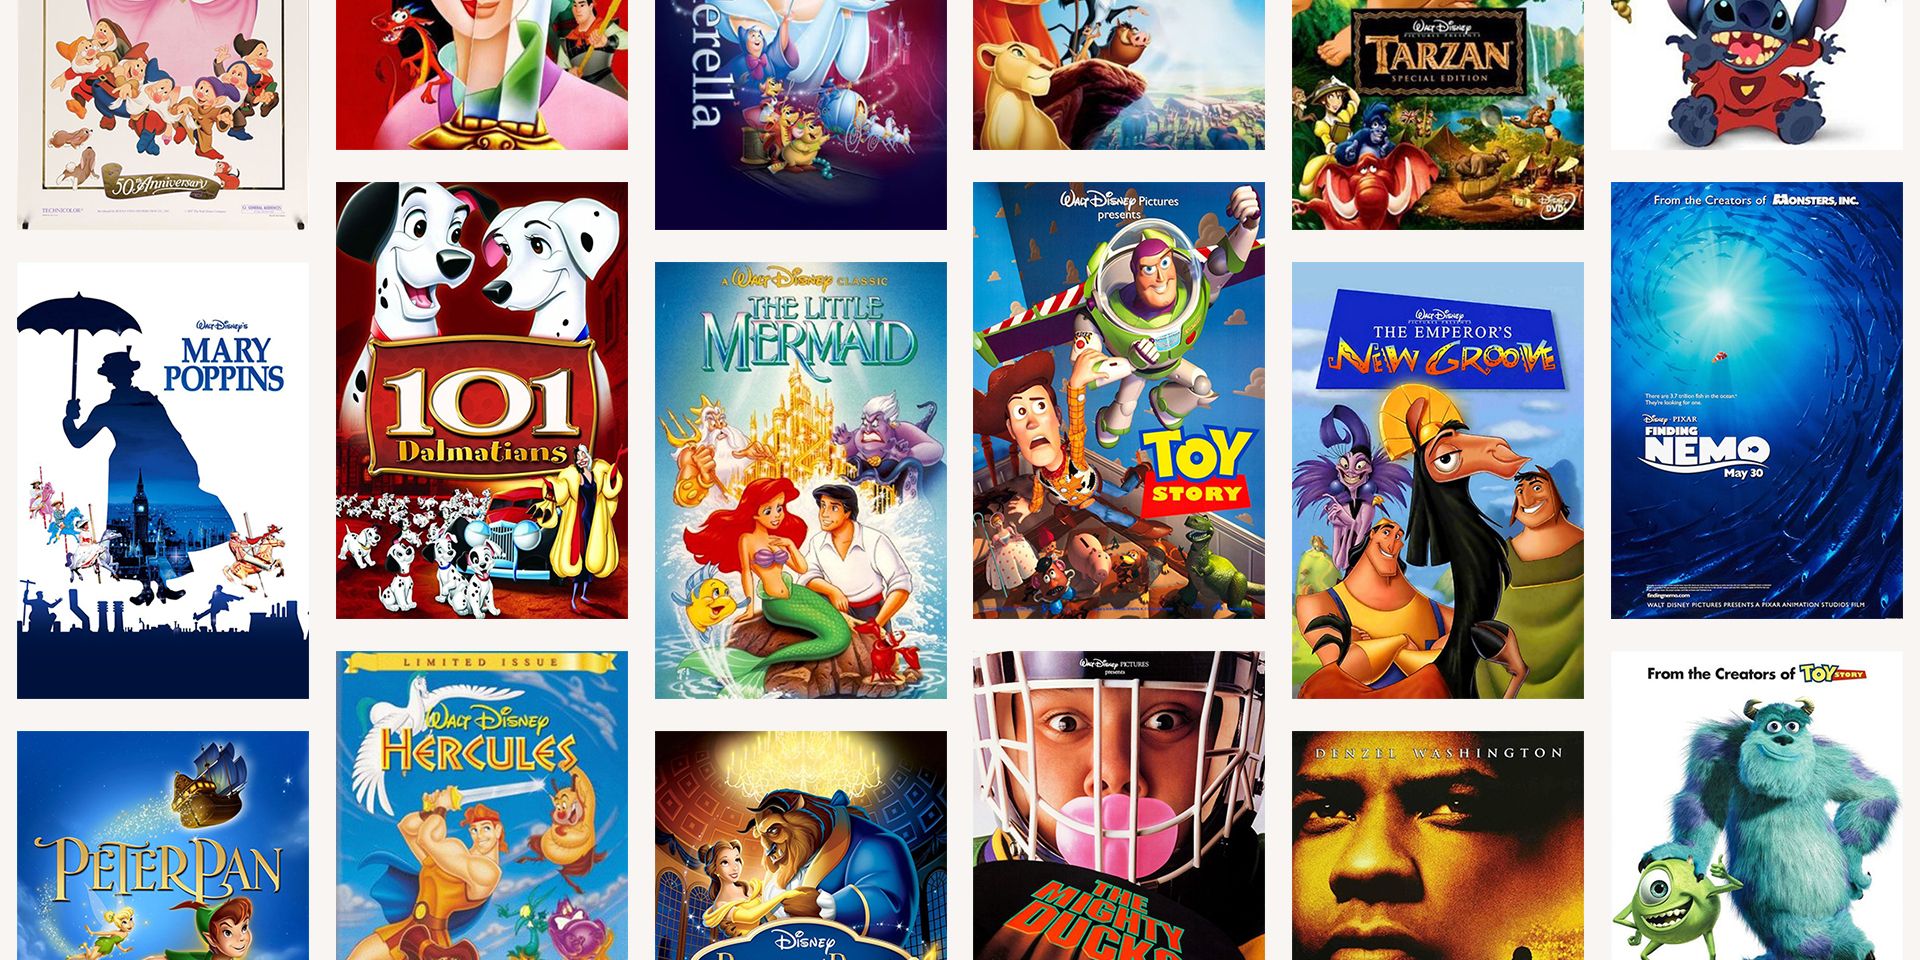 50th Anniversary
TECHNICOLOR®
erella
Walt Disney
PICTURES PRESENTS
TARZAN
SPECIAL EDITION
Disney
DVD
Walt Disney's
MARY
POPPINS
101
Dalmatians
A Walt Disney CLASSIC
THE LITTLE
MERMAID
Walt Disney Pictures
presents
TOY
STORY
Walt Disney
PICTURES PRESENTS
THE EMPEROR'S
NEW GROOVE
From the Creators of MONSTERS, INC.
There are 3.7 trillion fish in the ocean.
They're looking for one.
Disney · PIXAR
FINDING
NEMO
May 30
findingnemo.com
WALT DISNEY PICTURES PRESENTS A PIXAR ANIMATION STUDIOS FILM
PETER PAN
LIMITED ISSUE
WALT DISNEY
HERCULES
Disney
Walt Disney PICTURES
presents
THE
MIGHTY
DUCKS
DENZEL WASHINGTON
From the Creators of TOY STORY